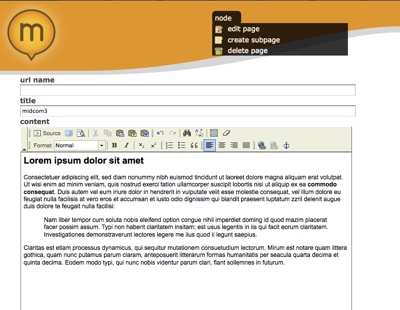 m
node
edit page
create subpage
delete page
url name
title
midcom3
content
Source
Format Normal B I
Lorem ipsum dolor sit amet
Consectetuer adipiscing elit, sed diam nonummy nibh euismod tincidunt ut laoreet dolore magna aliquam erat volutpat.
Ut wisi enim ad minim veniam, quis nostrud exerci tation ullamcorper suscipit lobortis nisl ut aliquip ex ea commodo
consequat. Duis autem vel eum iriure dolor in hendrerit in vulputate velit esse molestie consequat, vel illum dolore eu
feugiat nulla facilisis at vero eros et accumsan et iusto odio dignissim qui blandit praesent luptatum zzril delenit augue
duis dolore te feugait nulla facilisi:
Nam liber tempor cum soluta nobis eleifend option congue nihil imperdiet doming id quod mazim placerat
facer possim assum. Typi non habent claritatem insitam; est usus legentis in iis qui facit eorum claritatem.
Investigationes demonstraverunt lectores legere me lius quod ii legunt saepius.
Claritas est etiam processus dynamicus, qui sequitur mutationem consuetudium lectorum. Mirum est notare quam littera
gothica, quam nunc putamus parum claram, anteposuerit litterarum formas humanitatis per seacula quarta decima et
quinta decima. Eodem modo typi, qui nunc nobis videntur parum clari, fiant sollemnes in futurum.